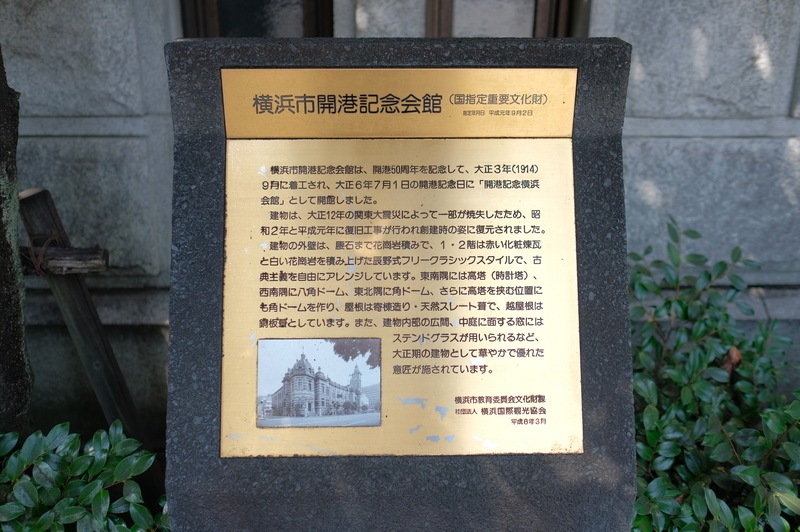 横浜市開港記念会館(国指定重要文化財)
指定年月日 平成元年9月2日
横浜市開港記念会館は、開港50周年を記念して、大正3年(1914)
9月に着工され、大正6年7月1日の開港記念日に「開港記念横浜
会館」として開館しました。
建物は、大正12年の関東大震災によって一部が焼失したため、昭
和2年と平成元年に復旧工事が行われ創建時の姿に復元されました。
建物の外壁は、腰石まで花崗岩積みで、1・2階は赤い化粧煉瓦
と白い花崗岩を積み上げた辰野式フリークラシックスタイルで、古
典主義を自由にアレンジしています。東南隅には高塔(時計塔)、
西南隅に八角ドーム、東北隅に角ドーム、さらに高塔を挟む位置に
も角ドームを作り、屋根は寄棟造り・天然スレート葺で、越屋根は
銅板葺としています。また、建物内部の広間、中庭に面する窓には
ステンドグラスが用いられるなど、
大正期の建物として華やかで優れた
意匠が施されています。
横浜市教育委員会文化財課
社団法人 横浜国際観光協会
平成8年3月